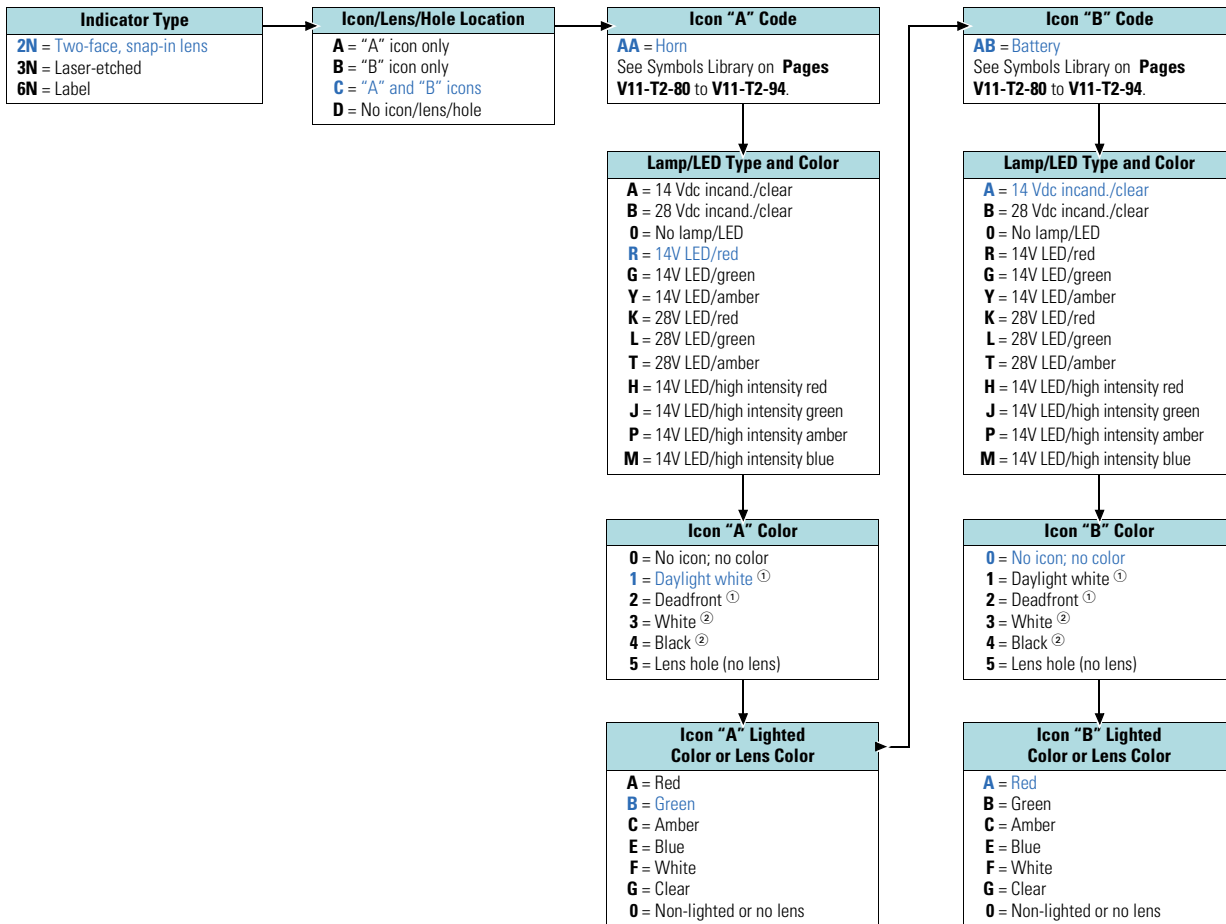 Indicator Type
2N = Two-face, snap-in lens
3N = Laser-etched
6N = Label
Icon/Lens/Hole Location
A = “A” icon only
B = “B” icon only
C = “A” and “B” icons
D = No icon/lens/hole
Icon “A” Code
AA = Horn
See Symbols Library on Pages
V11-T2-80 to V11-T2-94.
Lamp/LED Type and Color
A = 14 Vdc incand./clear
B = 28 Vdc incand./clear
0 = No lamp/LED
R = 14V LED/red
G = 14V LED/green
Y = 14V LED/amber
K = 28V LED/red
L = 28V LED/green
T = 28V LED/amber
H = 14V LED/high intensity red
J = 14V LED/high intensity green
P = 14V LED/high intensity amber
M = 14V LED/high intensity blue
Icon “A” Color
0 = No icon; no color
1 = Daylight white ①
2 = Deadfront ①
3 = White ②
4 = Black ②
5 = Lens hole (no lens)
Icon “A” Lighted
Color or Lens Color
A = Red
B = Green
C = Amber
E = Blue
F = White
G = Clear
0 = Non-lighted or no lens
Icon “B” Code
AB = Battery
See Symbols Library on Pages
V11-T2-80 to V11-T2-94.
Lamp/LED Type and Color
A = 14 Vdc incand./clear
B = 28 Vdc incand./clear
0 = No lamp/LED
R = 14V LED/red
G = 14V LED/green
Y = 14V LED/amber
K = 28V LED/red
L = 28V LED/green
T = 28V LED/amber
H = 14V LED/high intensity red
J = 14V LED/high intensity green
P = 14V LED/high intensity amber
M = 14V LED/high intensity blue
Icon “B” Color
0 = No icon; no color
1 = Daylight white ①
2 = Deadfront ①
3 = White ②
4 = Black ②
5 = Lens hole (no lens)
Icon “B” Lighted
Color or Lens Color
A = Red
B = Green
C = Amber
E = Blue
F = White
G = Clear
0 = Non-lighted or no lens